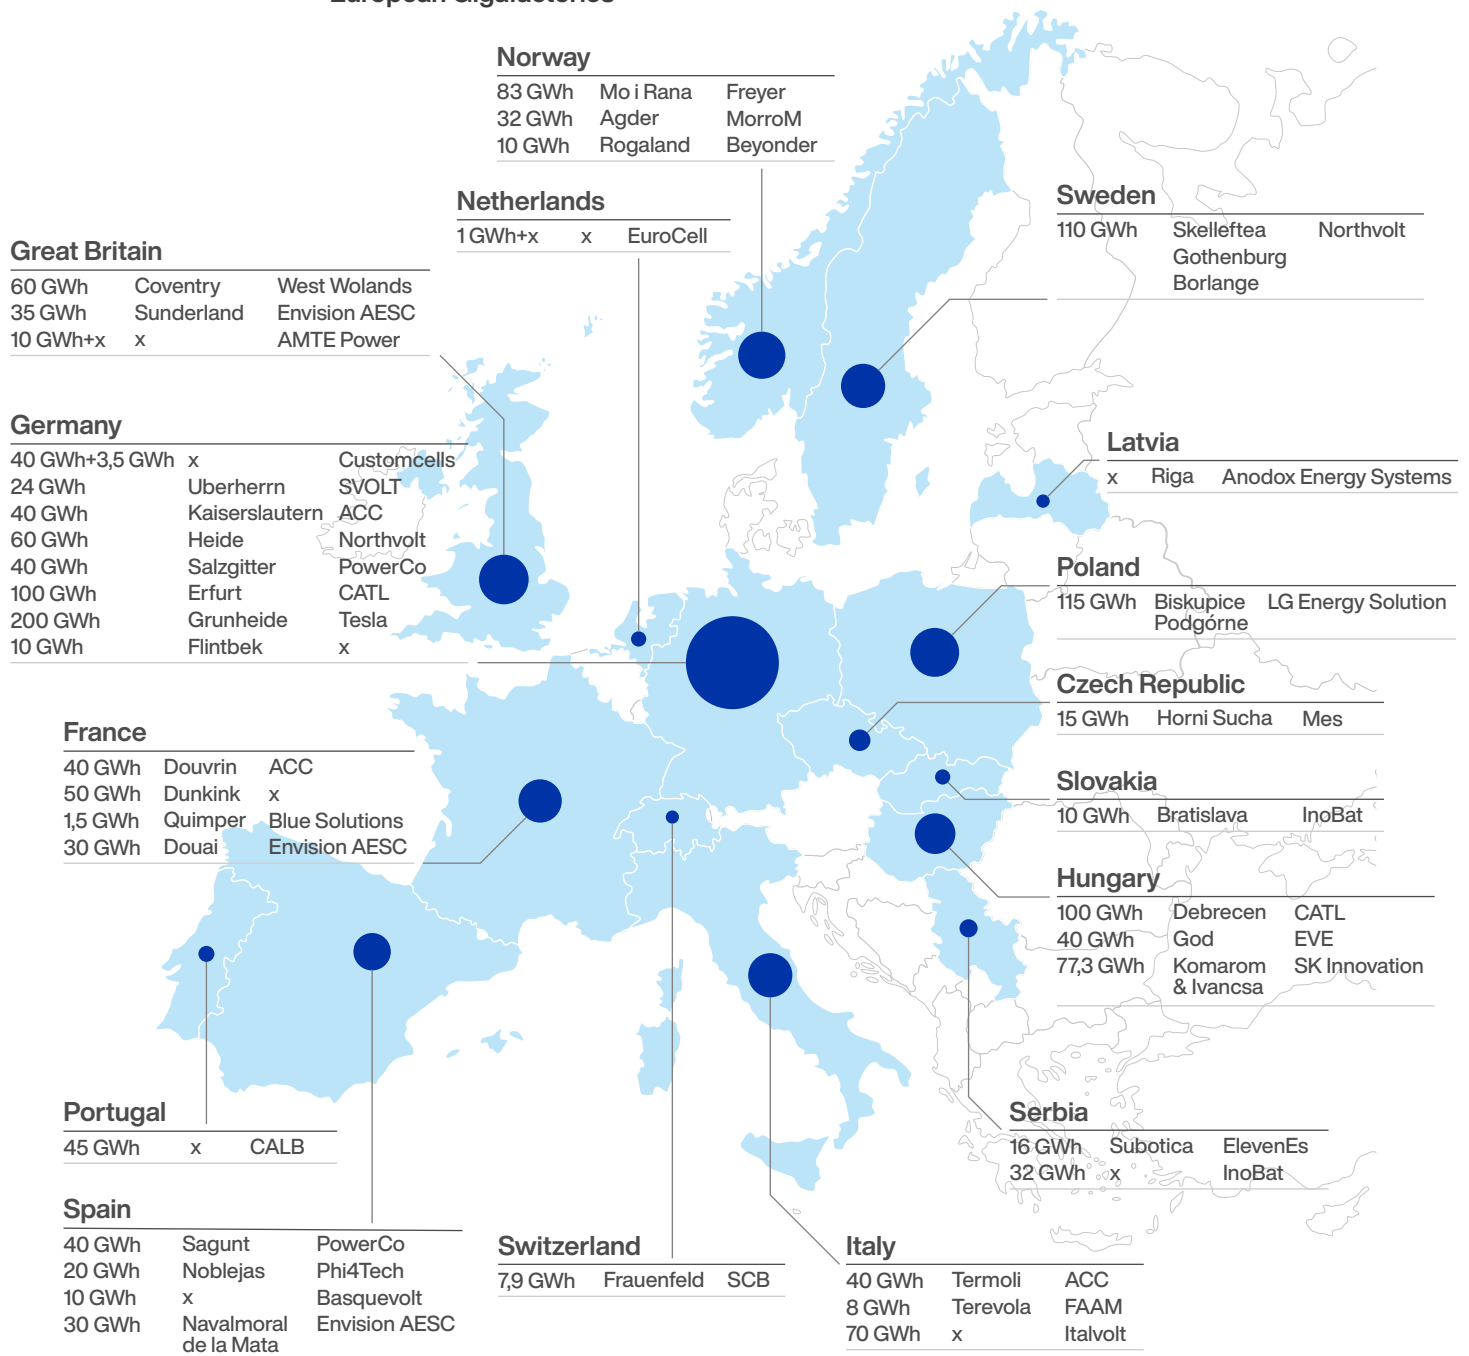 European Gigafactories
Norway
83 GWh Mo i Rana Freyer
32 GWh Agder MorroM
10 GWh Rogaland Beyonder
Netherlands
1 GWh+x x EuroCell
Sweden
110 GWh Skelleftea Northvolt
Gothenburg
Borlange
Great Britain
60 GWh Coventry West Wolands
35 GWh Sunderland Envision AESC
10 GWh+x x AMTE Power
Germany
40 GWh+3,5 GWh x Customcells
24 GWh Uberherrn SVOLT
40 GWh Kaiserslautern ACC
60 GWh Heide Northvolt
40 GWh Salzgitter PowerCo
100 GWh Erfurt CATL
200 GWh Grunheide Tesla
10 GWh Flintbek x
Latvia
x Riga Anodox Energy Systems
Poland
115 GWh Biskupice LG Energy Solution
Podgórne
Czech Republic
15 GWh Horni Sucha Mes
France
40 GWh Douvrin ACC
50 GWh Dunkink x
1,5 GWh Quimper Blue Solutions
30 GWh Douai Envision AESC
Slovakia
10 GWh Bratislava InoBat
Hungary
100 GWh Debrecen CATL
40 GWh God EVE
77,3 GWh Komarom SK Innovation
& Ivancsa
Portugal
45 GWh x CALB
Serbia
16 GWh Subotica ElevenEs
32 GWh x InoBat
Spain
40 GWh Sagunt PowerCo
20 GWh Noblejas Phi4Tech
10 GWh x Basquevolt
30 GWh Navalmoral Envision AESC
de la Mata
Switzerland
7,9 GWh Frauenfeld SCB
Italy
40 GWh Termoli ACC
8 GWh Terevola FAAM
70 GWh x Italvolt